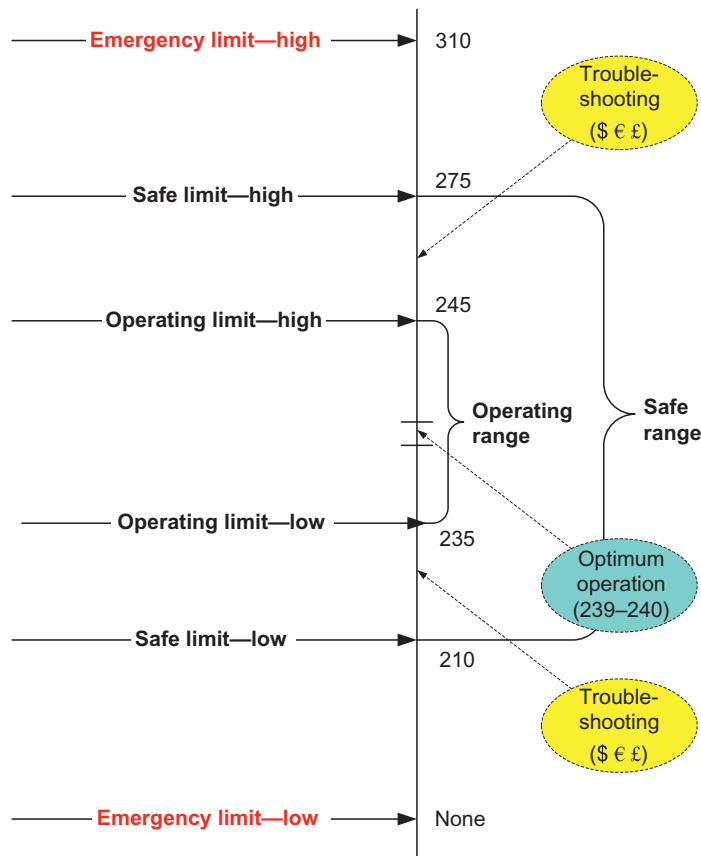 Emergency limit—high
310
Trouble-
shooting
($ € £)
Safe limit—high
275
Operating limit—high
245
Operating
range
Safe
range
Operating limit—low
235
Optimum
operation
(239–240)
Safe limit—low
210
Trouble-
shooting
($ € £)
Emergency limit—low
None